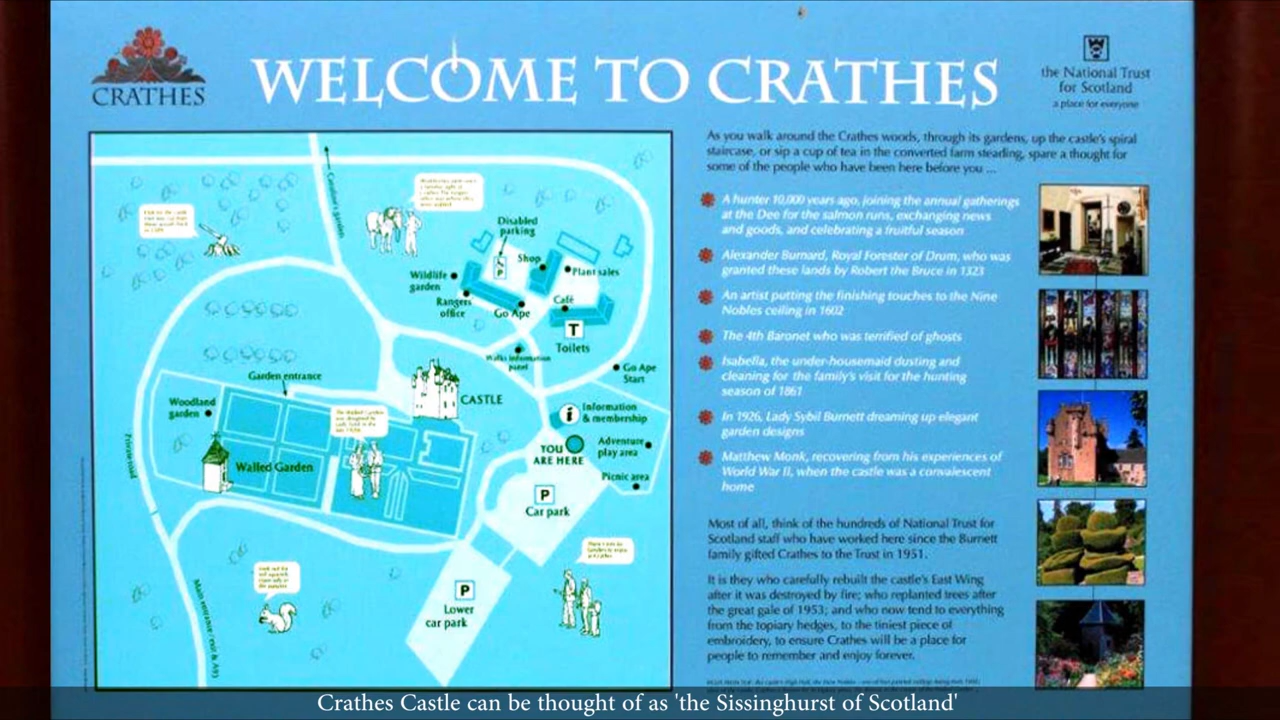 CRATHES
WELCOME TO CRATHES
the National Trust
for Scotland
a place for everyone
Disabled
parking
P
Shop
Plant sales
Wildlife
garden
Rangers
office
Go Ape
Café
T
Toilets
Walks information
panel
Go Ape
Start
Garden entrance
CASTLE
Woodland
garden
i
Information
& membership
YOU
ARE HERE
Adventure
play area
Picnic area
Walled Garden
P
Car park
P
Lower
car park
Private road
Main entrance / exit & A93
As you walk around the Crathes woods, through its gardens, up the castle's spiral
staircase, or sip a cup of tea in the converted farm steading, spare a thought for
some of the people who have been here before you ...
A hunter 10,000 years ago, joining the annual gatherings
at the Dee for the salmon runs, exchanging news
and goods, and celebrating a fruitful season
Alexander Burnard, Royal Forester of Drum, who was
granted these lands by Robert the Bruce in 1323
An artist putting the finishing touches to the Nine
Nobles ceiling in 1602
The 4th Baronet who was terrified of ghosts
Isabella, the under-housemaid dusting and
cleaning for the family's visit for the hunting
season of 1861
In 1926, Lady Sybil Burnett dreaming up elegant
garden designs
Matthew Monk, recovering from his experiences of
World War II, when the castle was a convalescent
home
Most of all, think of the hundreds of National Trust for
Scotland staff who have worked here since the Burnett
family gifted Crathes to the Trust in 1951.
It is they who carefully rebuilt the castle's East Wing
after it was destroyed by fire; who replanted trees after
the great gale of 1953; and who now tend to everything
from the topiary hedges, to the tiniest piece of
embroidery, to ensure Crathes will be a place for
people to remember and enjoy forever.
Crathes Castle can be thought of as 'the Sissinghurst of Scotland'